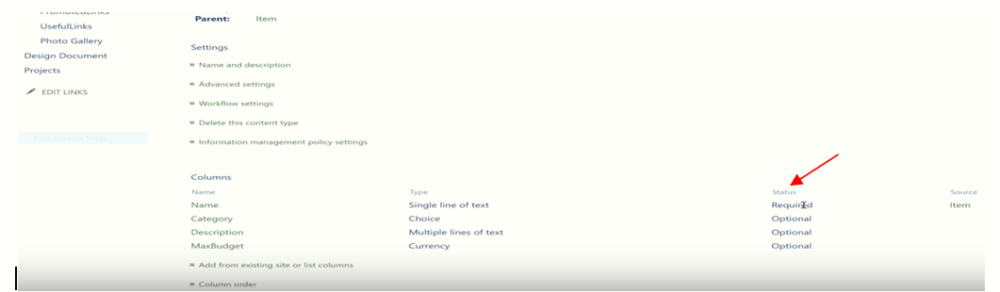 PromotedLinks
UsefulLinks
Photo Gallery
Design Document
Projects
EDIT LINKS
Parent: Item
Settings
Name and description
Advanced settings
Workflow settings
Delete this content type
Information management policy settings
Columns
Name Type Status Source
Name Single line of text Required Item
Category Choice Optional
Description Multiple lines of text Optional
MaxBudget Currency Optional
Add from existing site or list columns
Column order